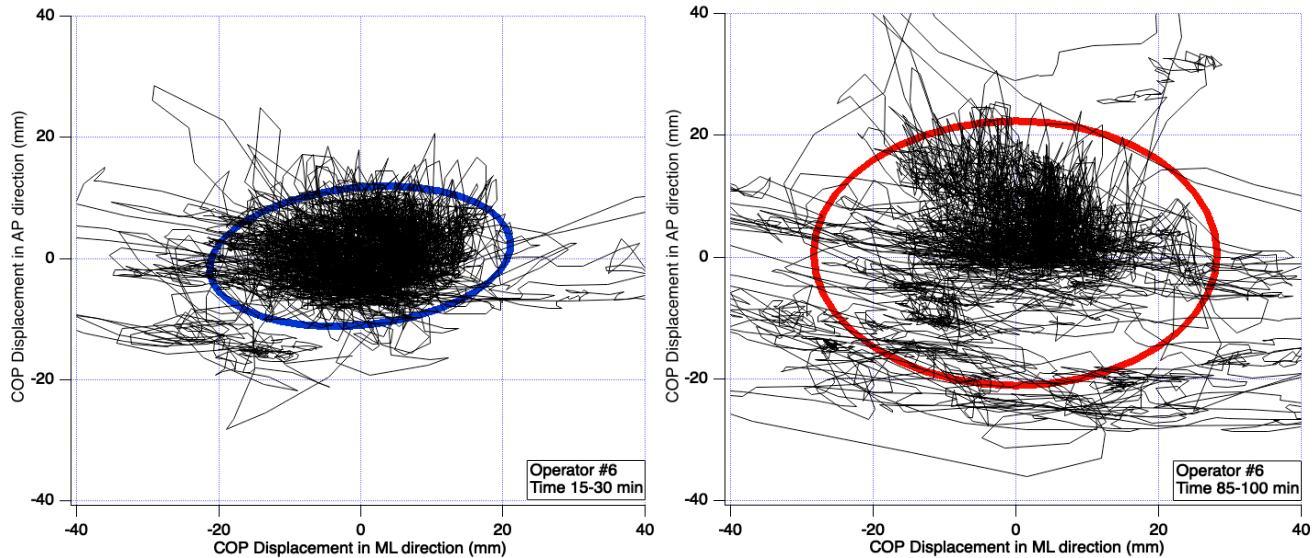 40
20
0
-20
-40
COP Displacement in AP direction (mm)
-40
-20
0
20
40
COP Displacement in ML direction (mm)
Operator #6
Time 15-30 min
40
20
0
-20
-40
COP Displacement in AP direction (mm)
-40
-20
0
20
40
COP Displacement in ML direction (mm)
Operator #6
Time 85-100 min